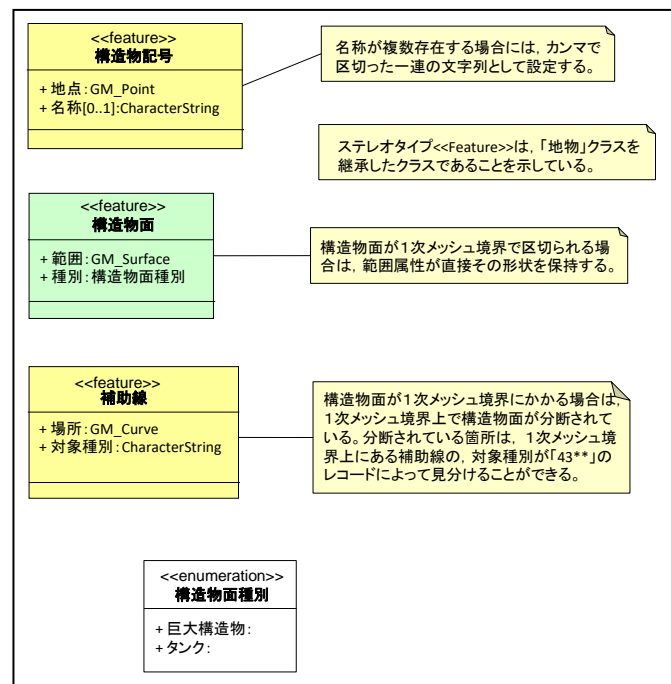 <<feature>>
構造物記号
+ 地点:GM_Point
+ 名称[0..1]:CharacterString
名称が複数存在する場合には,カンマで
区切った一連の文字列として設定する。
ステレオタイプ<<Feature>>は,「地物」クラスを
継承したクラスであることを示している。
<<feature>>
構造物面
+ 範囲:GM_Surface
+ 種別:構造物面種別
構造物面が1次メッシュ境界で区切られる場
合は,範囲属性が直接その形状を保持する。
<<feature>>
補助線
+ 場所:GM_Curve
+ 対象種別:CharacterString
構造物面が1次メッシュ境界にかかる場合は,
1次メッシュ境界上で構造物面が分断されて
いる。分断されている箇所は, 1次メッシュ境
界上にある補助線の, 対象種別が「43**」の
レコードによって見分けることができる。
<<enumeration>>
構造物面種別
+ 巨大構造物:
+ タンク: